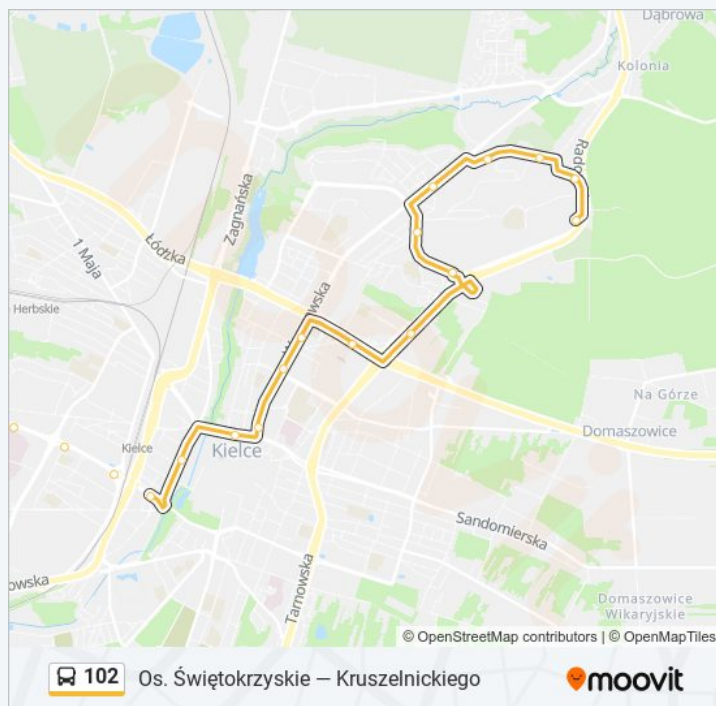 Dąbrowa
Kolonia
Rado
Zagnańska
Łódzka
1 Maja
Herbskie
Na Górze
Domaszowice
Kielce
Kielce
Sandomierska
Tarnowska
owska
Domaszowice
Wikaryjskie
© OpenStreetMap contributors | © OpenMapTiles
102 Os. Świętokrzyskie — Kruszelnickiego moovit